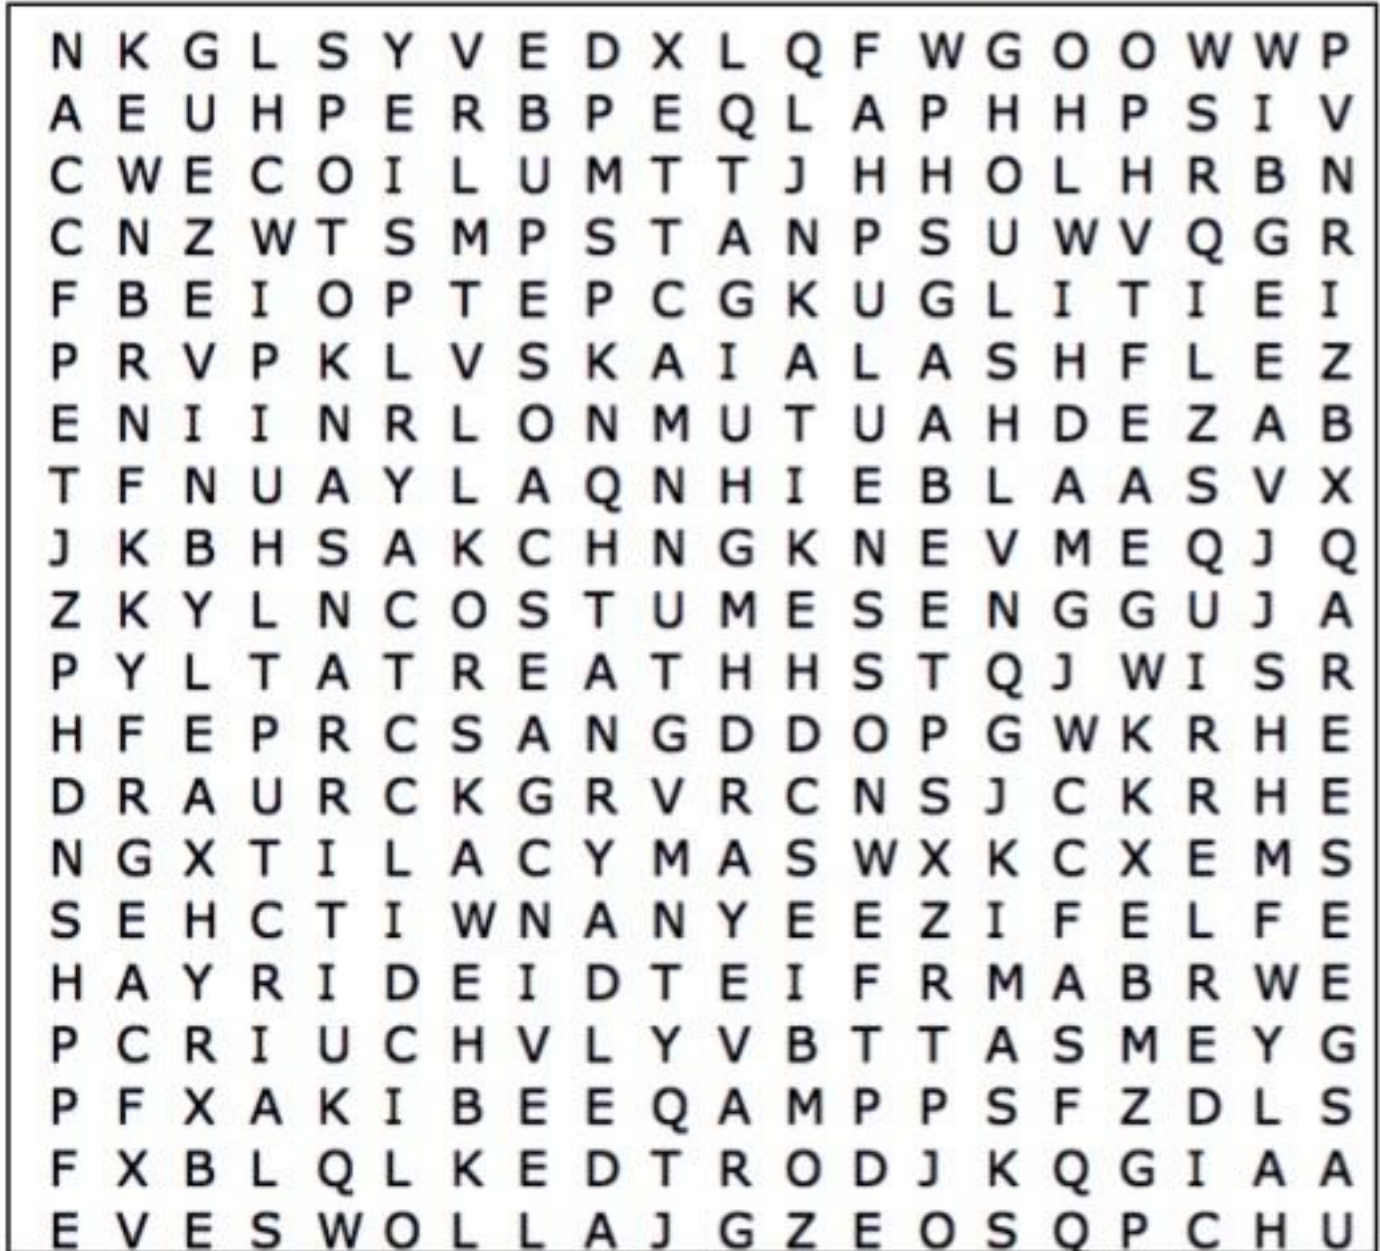 N K G L S Y V E D X L Q F W G O O W W P
A E U H P E R B P E Q L A P H H P S I V
C W E C O I L U M T T J H H O L H R B N
C N Z W T S M P S T A N P S U W V Q G R
F B E I O P T E P C G K U G L I T I E I
P R V P K L V S K A I A L A S H F L E Z
E N I I N R L O N M U T U A H D E Z A B
T F N U A Y L A Q N H I E B L A A S V X
J K B H S A K C H N G K N E V M E Q J Q
Z K Y L N C O S T U M E S E N G G U J A
P Y L T A T R E A T H H S T Q J W I S R
H F E P R C S A N G D D O P G W K R H E
D R A U R C K G R V R C N S J C K R H E
N G X T I L A C Y M A S W X K C X E M S
S E H C T I W N A N Y E E Z I F E L F E
H A Y R I D E I D T E I F R M A B R W E
P C R I U C H V L Y V B T T A S M E Y G
P F X A K I B E E Q A M P P S F Z D L S
F X B L Q L K E D T R O D J K Q G I A A
E V E S W O L L A J G Z E O S Q P C H U